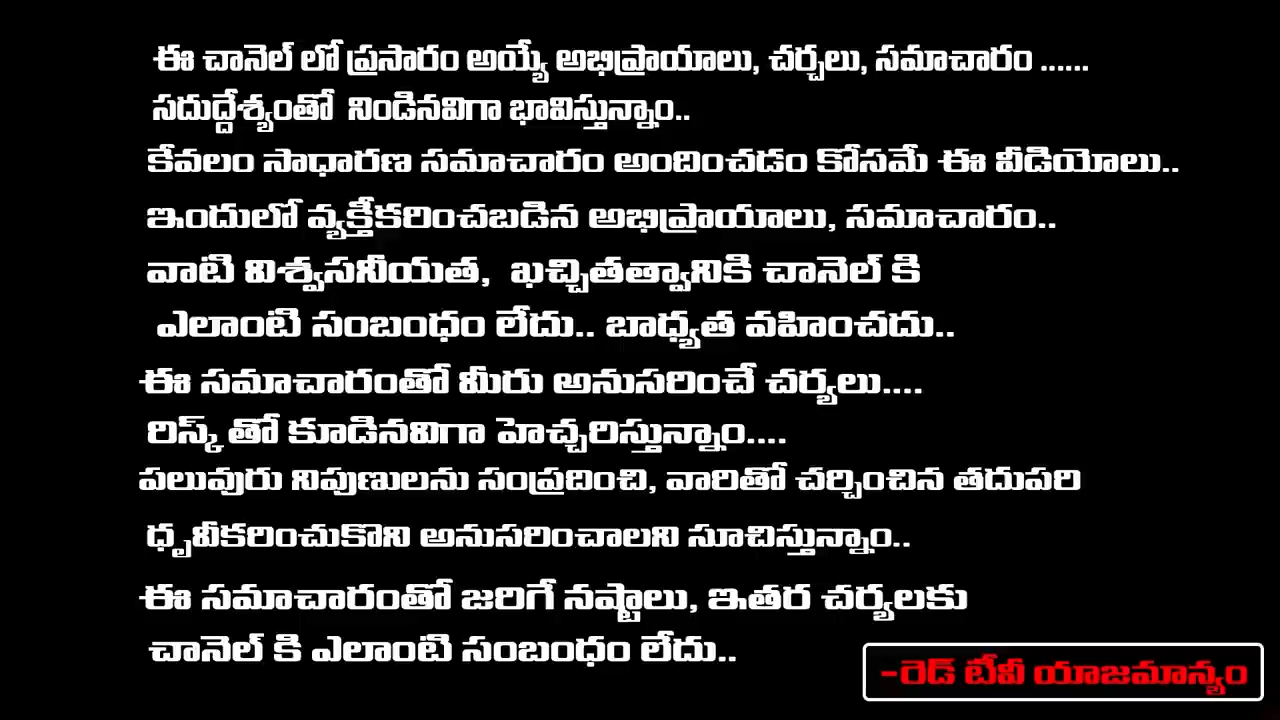 ఈ చానెల్ లో ప్రసారం అయ్యే అభిప్రాయాలు, చర్చలు, సమాచారం ......
సదుద్దేశ్యంతో నిండినవిగా భావిస్తున్నాం..
కేవలం సాధారణ సమాచారం అందించడం కోసమే ఈ వీడియోలు..
ఇందులో వ్యక్తీకరించబడిన అభిప్రాయాలు, సమాచారం..
వాటి విశ్వసనీయత, ఖచ్చితత్వానికి చానెల్ కి
ఎలాంటి సంబంధం లేదు.. బాధ్యత వహించదు..
ఈ సమాచారంతో మీరు అనుసరించే చర్యలు....
రిస్క్ తో కూడినవిగా హెచ్చరిస్తున్నాం....
పలువురు నిపుణులను సంప్రదించి, వారితో చర్చించిన తదుపరి
ధృవీకరించుకొని అనుసరించాలని సూచిస్తున్నాం..
ఈ సమాచారంతో జరిగే నష్టాలు, ఇతర చర్యలకు
చానెల్ కి ఎలాంటి సంబంధం లేదు..
-రెడ్ టీవీ యాజమాన్యం